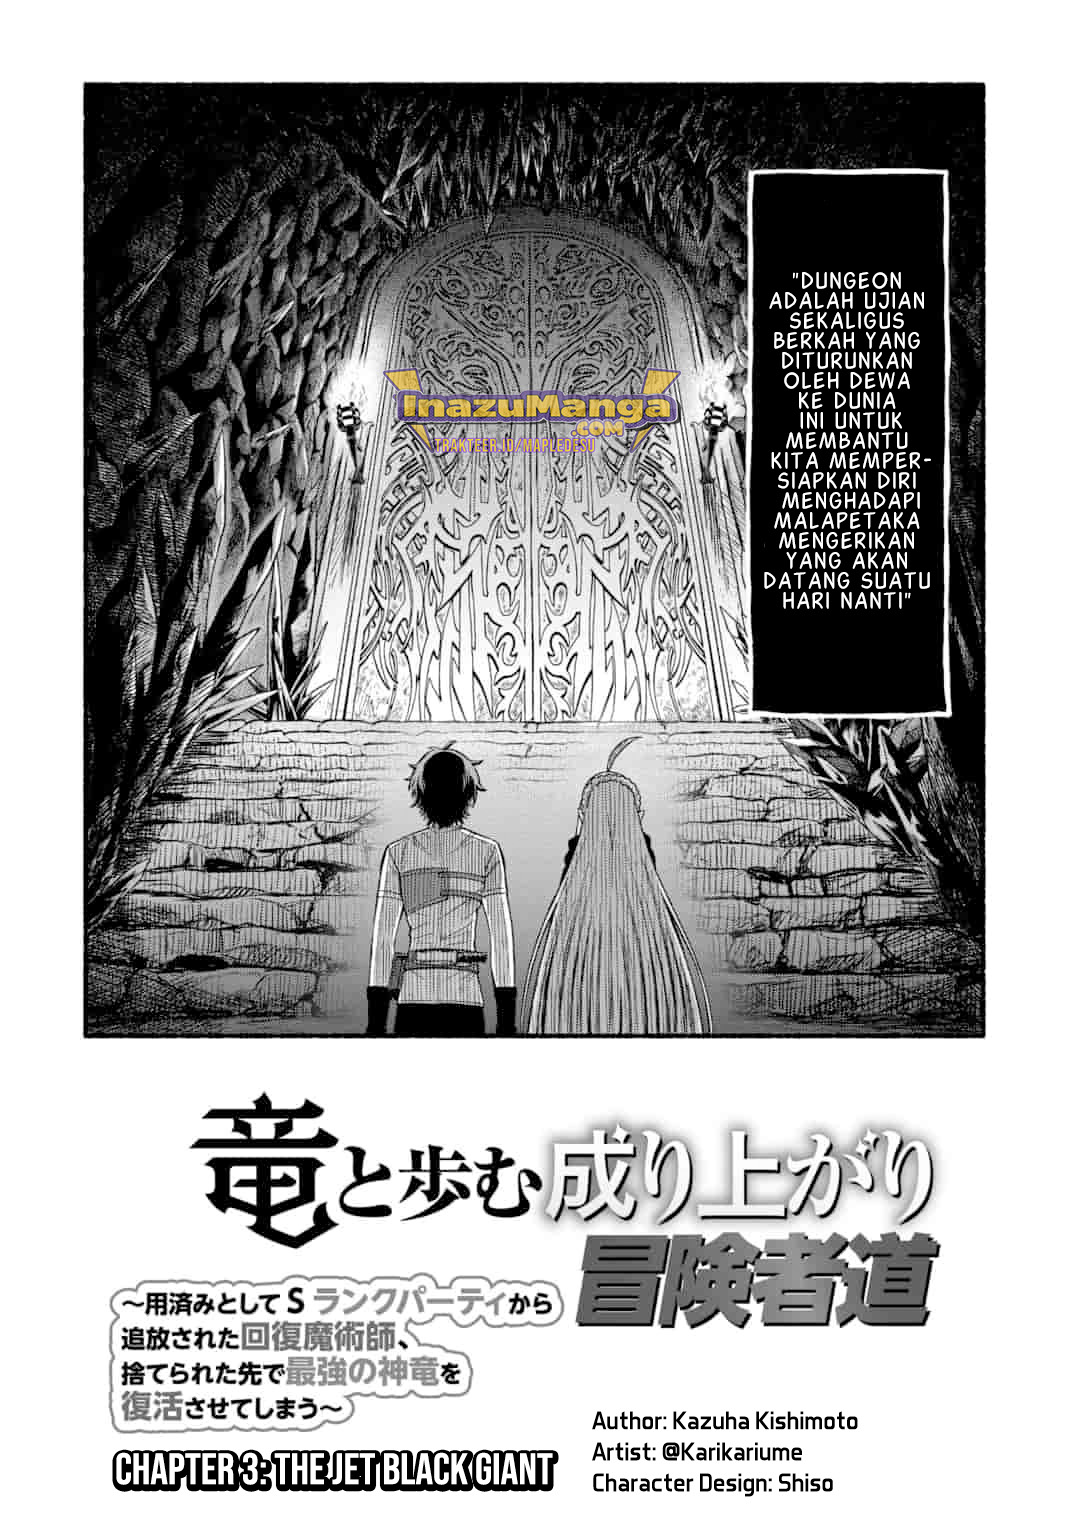 "DUNGEON
ADALAH UJIAN
SEKALIGUS
BERKAH YANG
DITURUNKAN
OLEH DEWA
KE DUNIA
INI UNTUK
MEMBANTU
KITA MEMPER-
SIAPKAN DIRI
MENGHADAPI
MALAPETAKA
MENGERIKAN
YANG AKAN
DATANG SUATU
HARI NANTI"
InazuManga
.COM
TRAKTEER.ID/MAPLEDESU
竜と歩む成り上がり
冒険者道
～用済みとしてSランクパーティから
追放された回復魔術師、
捨てられた先で最強の神竜を
復活させてしまう～
CHAPTER 3: THE JET BLACK GIANT
Author: Kazuha Kishimoto
Artist: @Karikariume
Character Design: Shiso